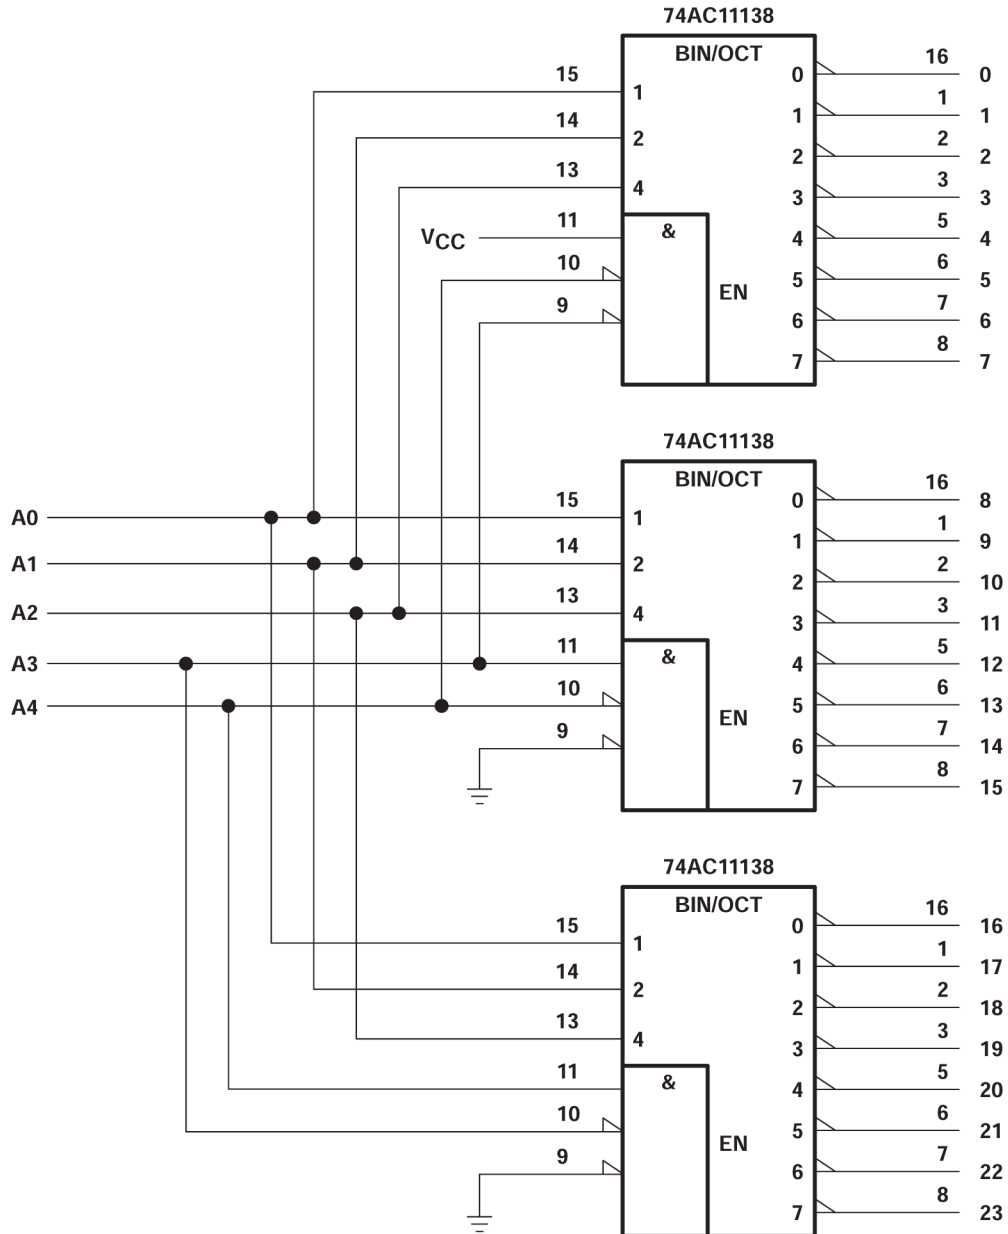 74AC11138
BIN/OCT
15 1 0 16 0
14 2 1 1 1
13 4 2 2 2
3 3 3
VCC 11 & 4 5 4
10 5 6 5
EN
9 6 7 6
7 8 7
74AC11138
BIN/OCT
A0 15 1 0 16 8
A1 14 2 1 1 9
A2 13 4 2 2 10
3 3 11
A3 11 & 4 5 12
A4 10 5 6 13
EN
9 6 7 14
7 8 15
74AC11138
BIN/OCT
15 1 0 16 16
14 2 1 1 17
13 4 2 2 18
3 3 19
11 & 4 5 20
10 5 6 21
EN
9 6 7 22
7 8 23